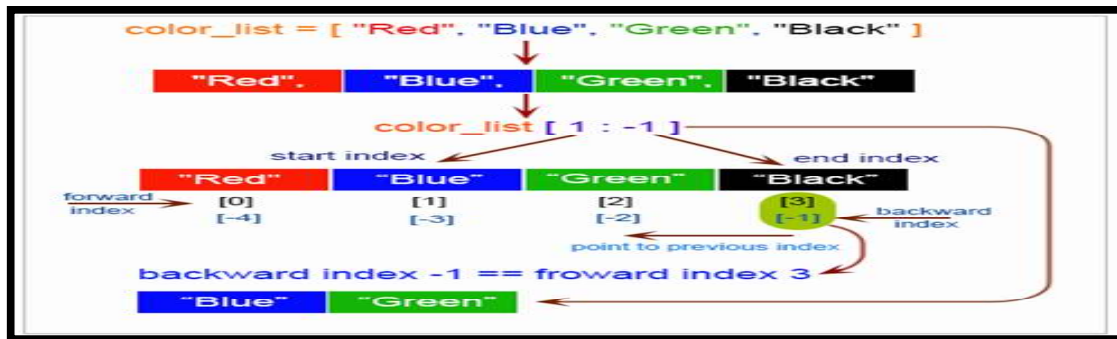 color_list = [ "Red", "Blue", "Green", "Black" ]
"Red", "Blue", "Green", "Black"
color_list [ 1 : -1 ]
start index end index
"Red" "Blue" "Green" "Black"
forward index [0] [1] [2] [3]
[-4] [-3] [-2] [-1] backward index
point to previous index
backward index -1 == froward index 3
"Blue" "Green"